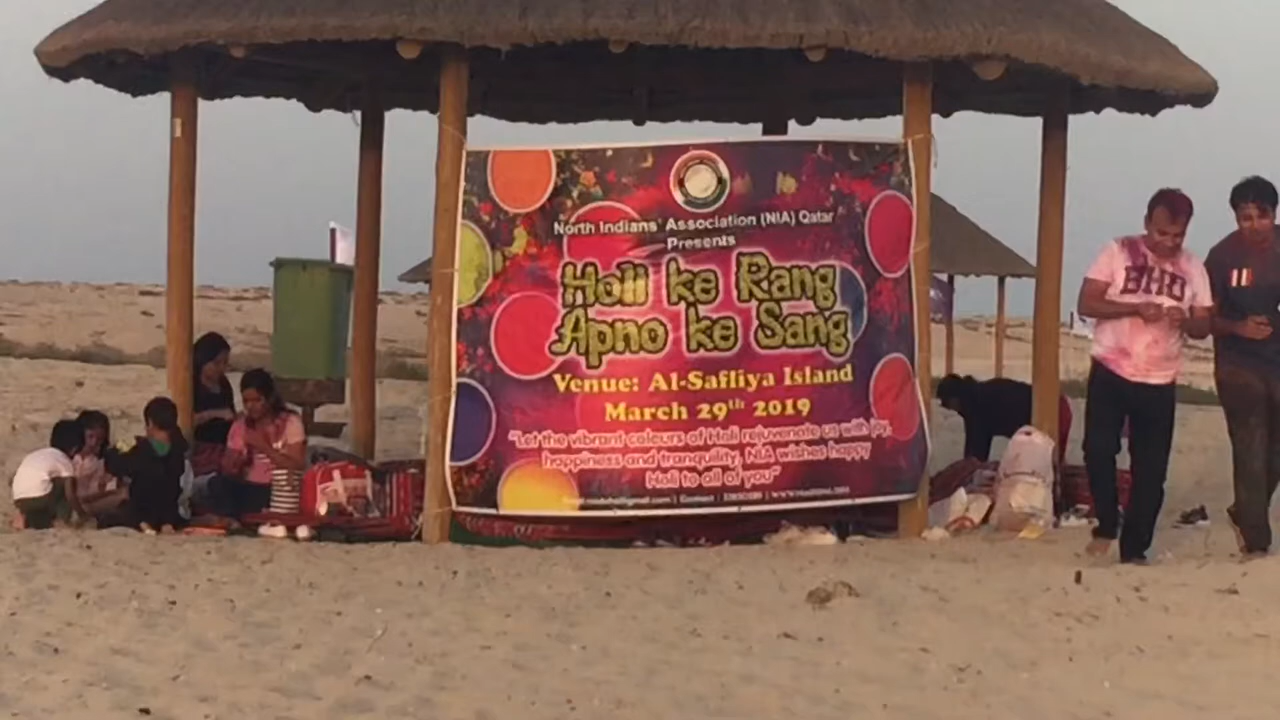 North Indians' Association (NIA) Qatar
Presents
Holi ke Rang
Apno ke Sang
Venue: Al-Safliya Island
March 29th 2019
"Let the vibrant colours of Holi rejuvenate us with joy,
happiness and tranquility, NIA wishes happy
Holi to all of you"
Contact
BHU